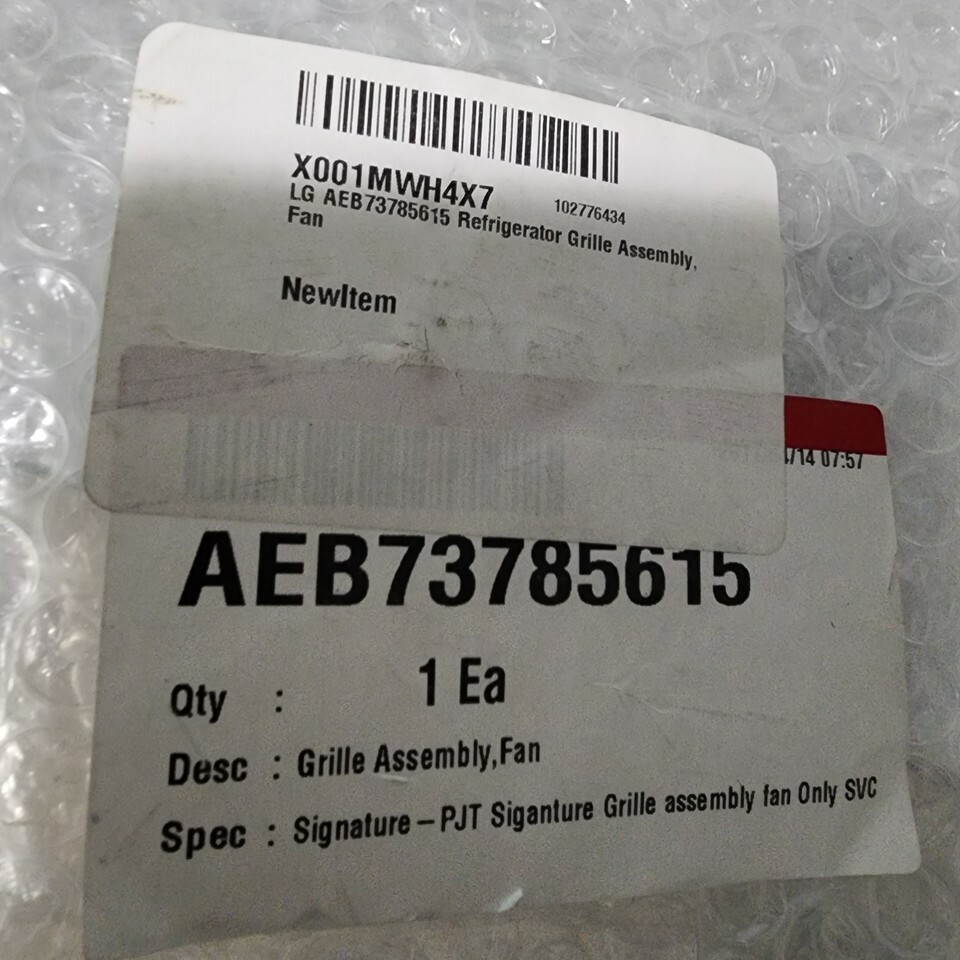 X001MWH4X7
102776434
LG AEB73785615 Refrigerator Grille Assembly,
Fan
NewItem
/14 07:57
AEB73785615
Qty : 1 Ea
Desc : Grille Assembly,Fan
Spec : Signature – PJT Siganture Grille assembly fan Only SVC